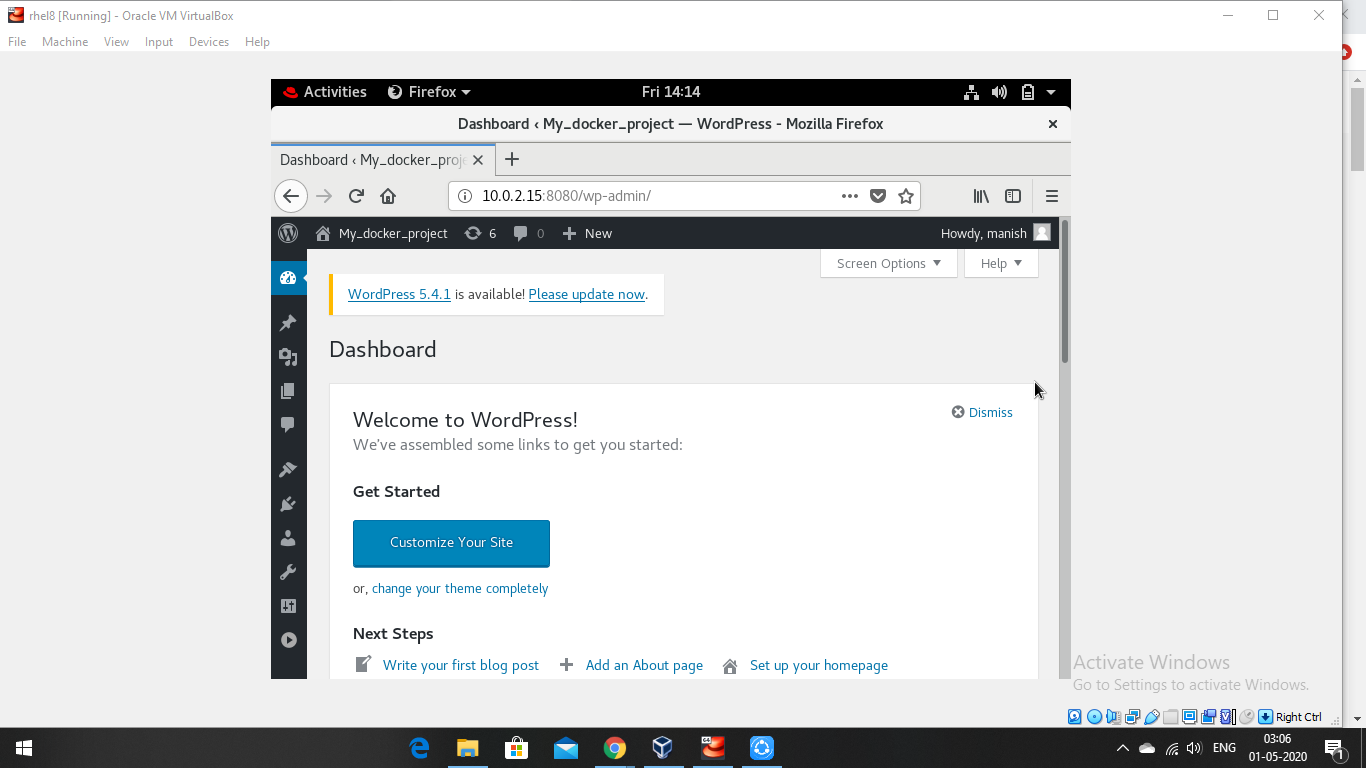 rhel8 [Running] - Oracle VM VirtualBox
File Machine View Input Devices Help
Activities Firefox Fri 14:14
Dashboard ‹ My_docker_project — WordPress - Mozilla Firefox
Dashboard ‹ My_docker_proje
10.0.2.15:8080/wp-admin/
My_docker_project 6 0 New Howdy, manish
Screen Options Help
WordPress 5.4.1 is available! Please update now.
Dashboard
Welcome to WordPress!
Dismiss
We've assembled some links to get you started:
Get Started
Customize Your Site
or, change your theme completely
Next Steps
Write your first blog post Add an About page Set up your homepage
Activate Windows
Go to Settings to activate Windows.
Right Ctrl
ENG
03:06
01-05-2020
1